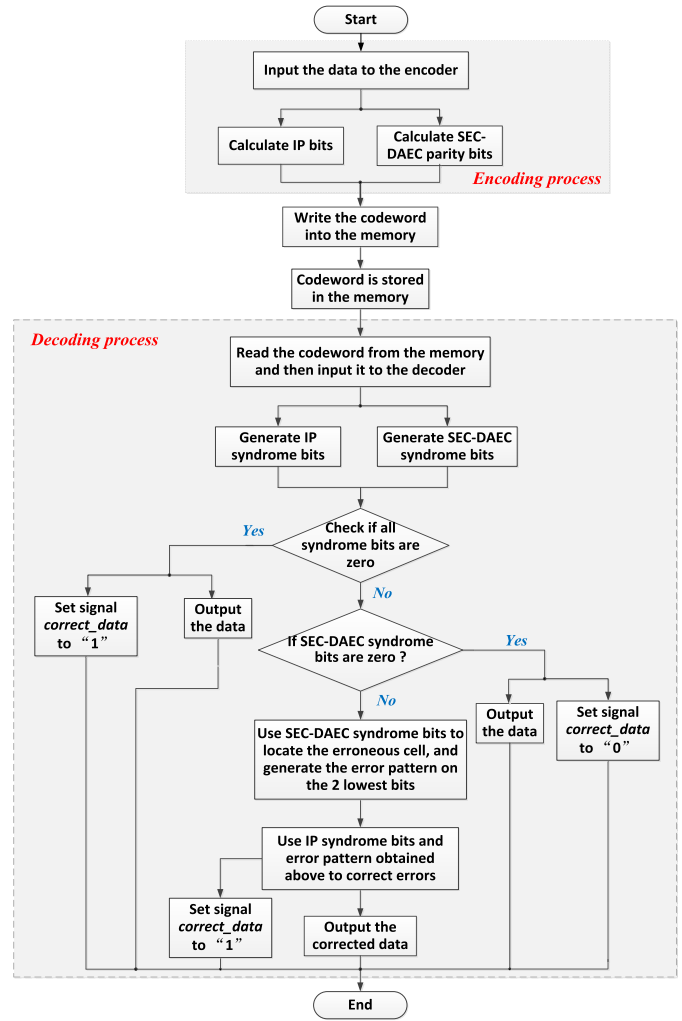 Start
Input the data to the encoder
Calculate IP bits
Calculate SEC-
DAEC parity bits
Encoding process
Write the codeword
into the memory
Codeword is stored
in the memory
Decoding process
Read the codeword from the memory
and then input it to the decoder
Generate IP
syndrome bits
Generate SEC-DAEC
syndrome bits
Check if all
syndrome bits are
zero
Yes
No
Set signal
correct_data
to “1”
Output
the data
If SEC-DAEC syndrome
bits are zero ?
Yes
No
Output
the data
Set signal
correct_data
to “0”
Use SEC-DAEC syndrome bits to
locate the erroneous cell, and
generate the error pattern on
the 2 lowest bits
Use IP syndrome bits and
error pattern obtained
above to correct errors
Set signal
correct_data
to “1”
Output the
corrected data
End